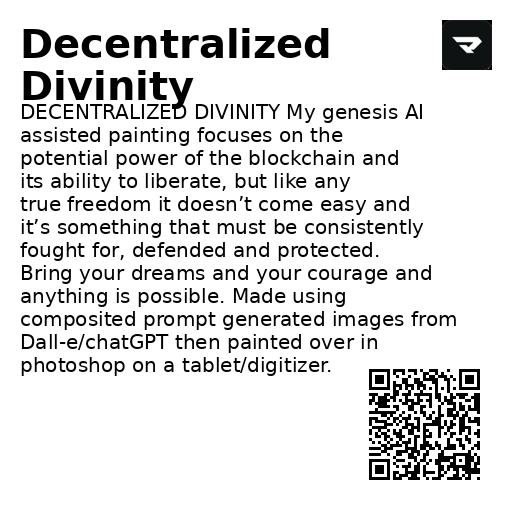 Decentralized
Divinity
DECENTRALIZED DIVINITY My genesis AI
assisted painting focuses on the
potential power of the blockchain and
its ability to liberate, but like any
true freedom it doesn’t come easy and
it’s something that must be consistently
fought for, defended and protected.
Bring your dreams and your courage and
anything is possible. Made using
composited prompt generated images from
Dall-e/chatGPT then painted over in
photoshop on a tablet/digitizer.